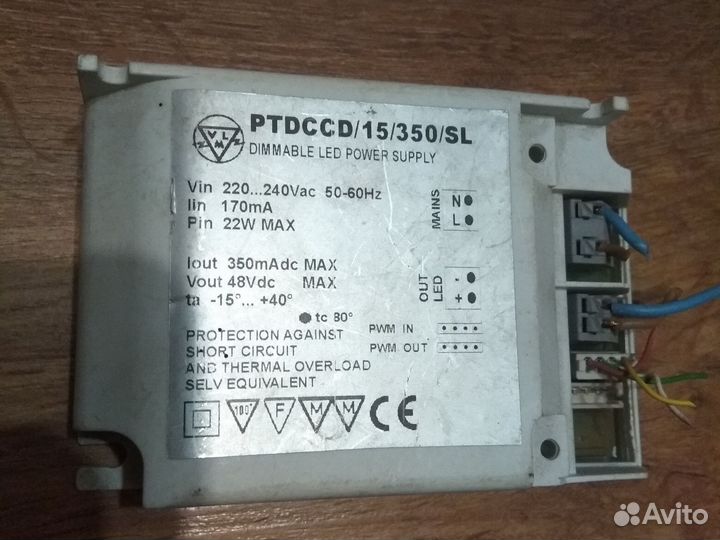 VLM
PTDCCD/15/350/SL
DIMMABLE LED POWER SUPPLY
Vin 220...240Vac 50-60Hz
Iin 170mA
Pin 22W MAX
MAINS
N
L
Iout 350mAdc MAX
Vout 48Vdc MAX
ta -15°... +40°
tc 80°
OUT
LED
-
+
PROTECTION AGAINST
SHORT CIRCUIT
AND THERMAL OVERLOAD
SELV EQUIVALENT
PWM IN
PWM OUT
100° F M M CE
Avito